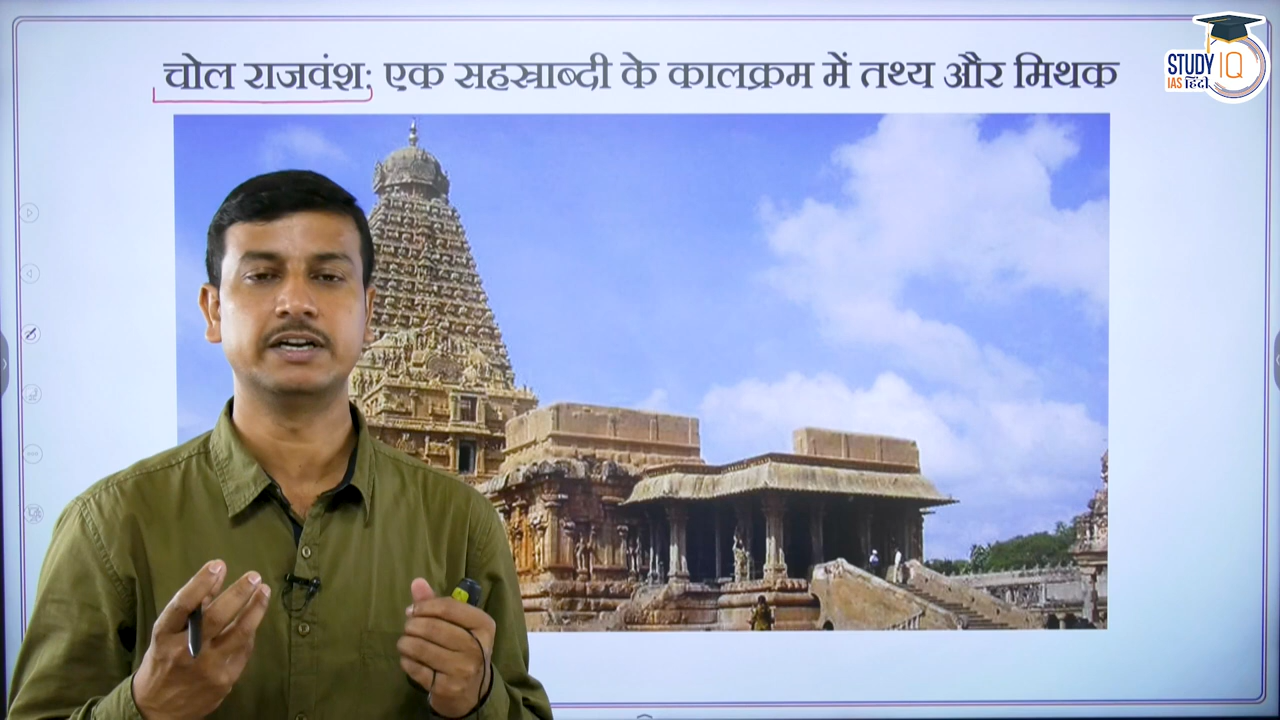 चोल राजवंश; एक सहस्राब्दी के कालक्रम में तथ्य और मिथक
STUDY IQ
IAS हिंदी